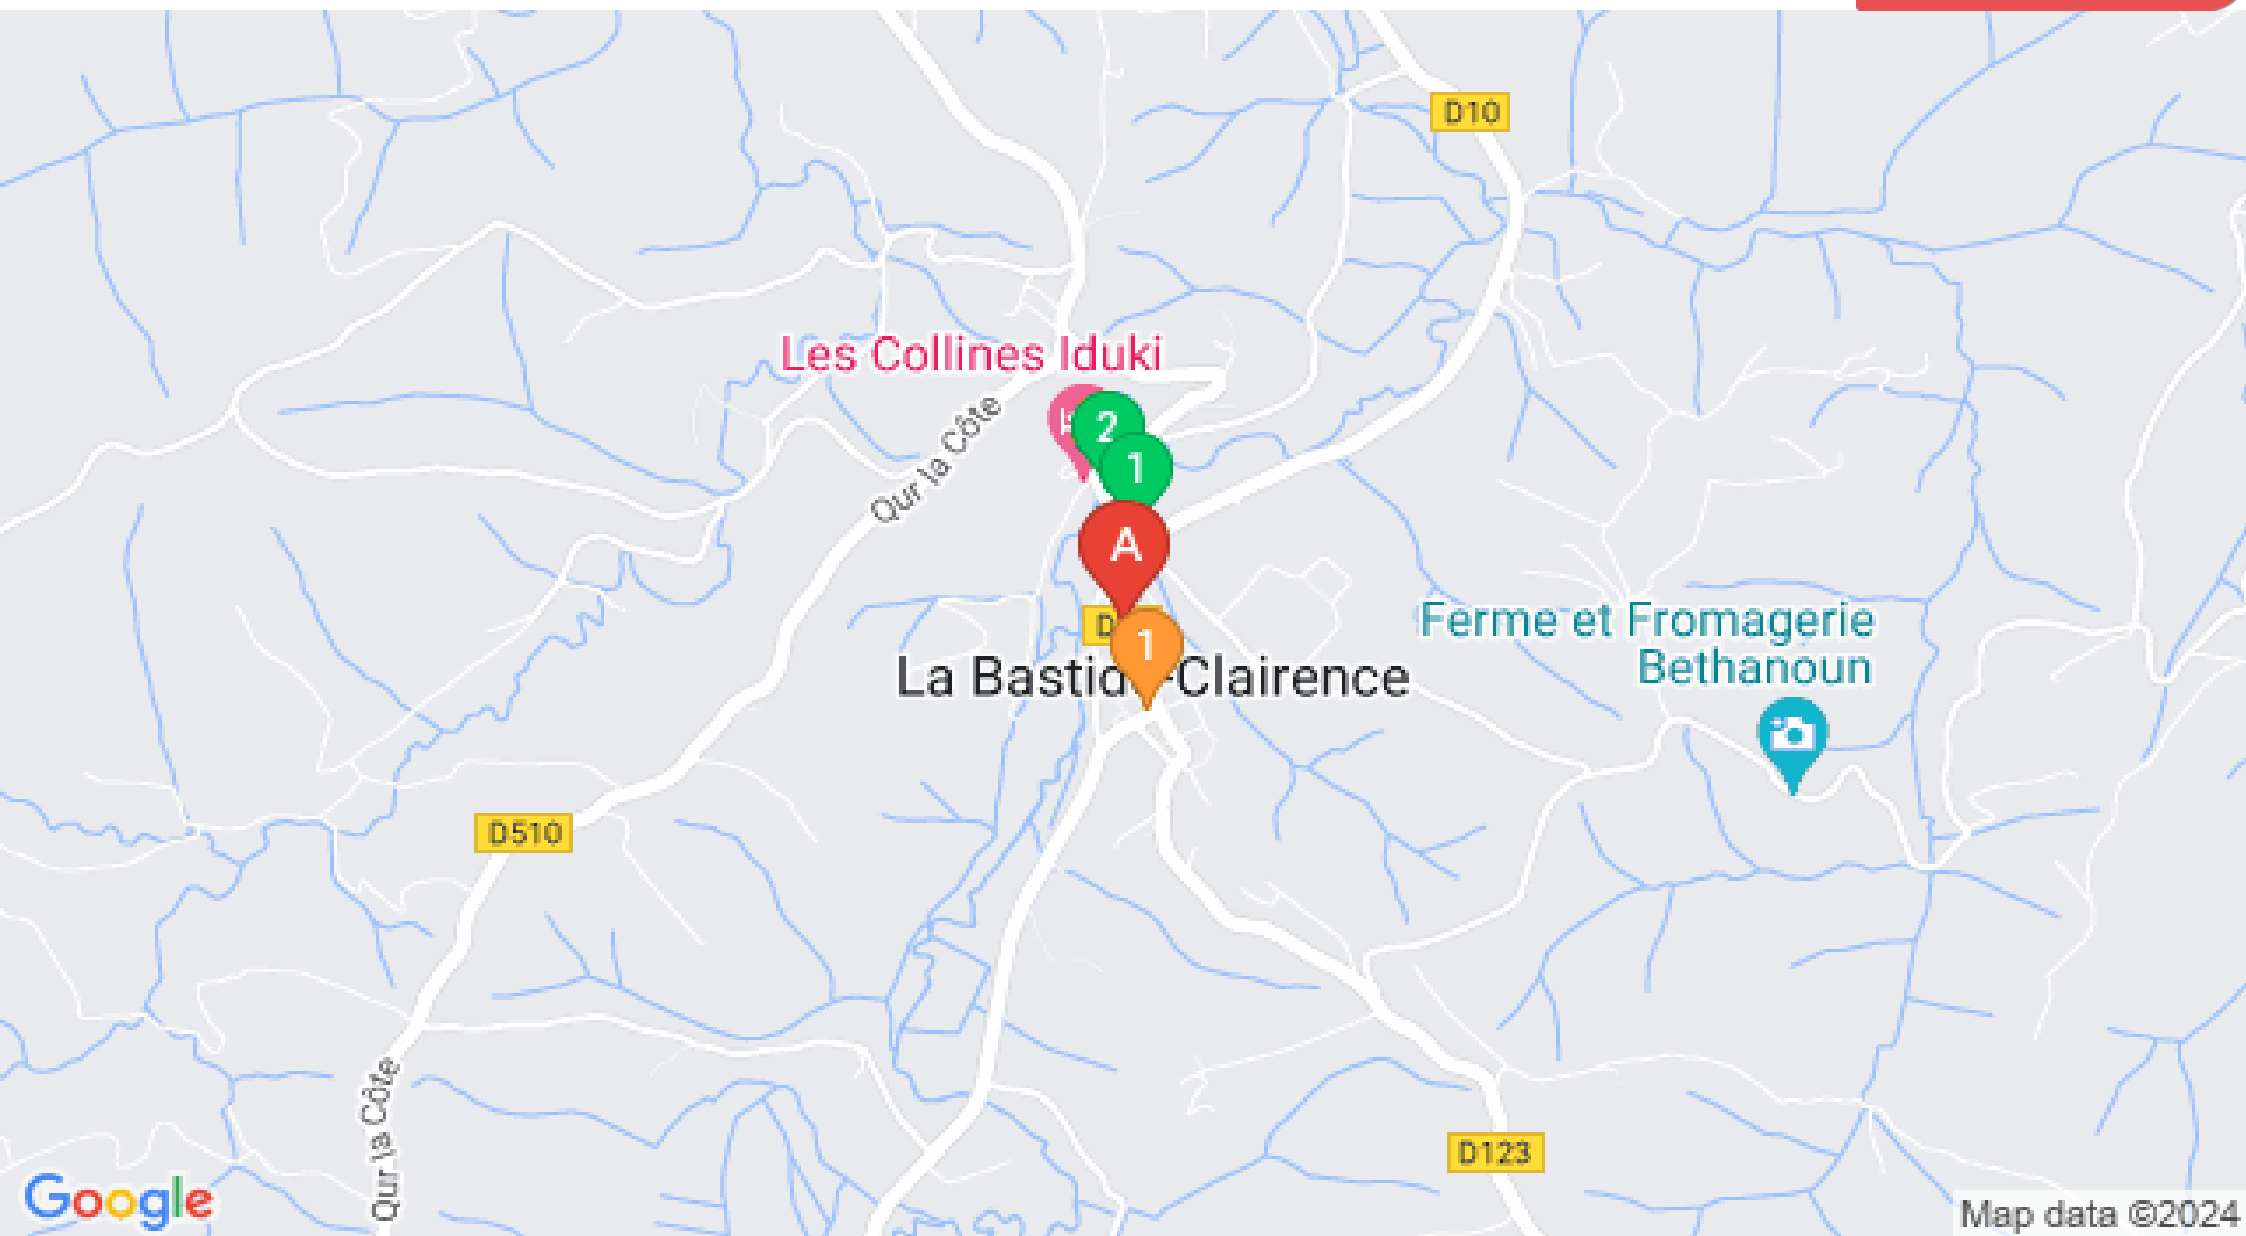 D10
Les Collines Iduki
Qur la Côte
2
1
A
D
1
La Bastid -Clairence
Ferme et Fromagerie
Bethanoun
D510
Qur la Côte
D123
Google
Map data ©2024